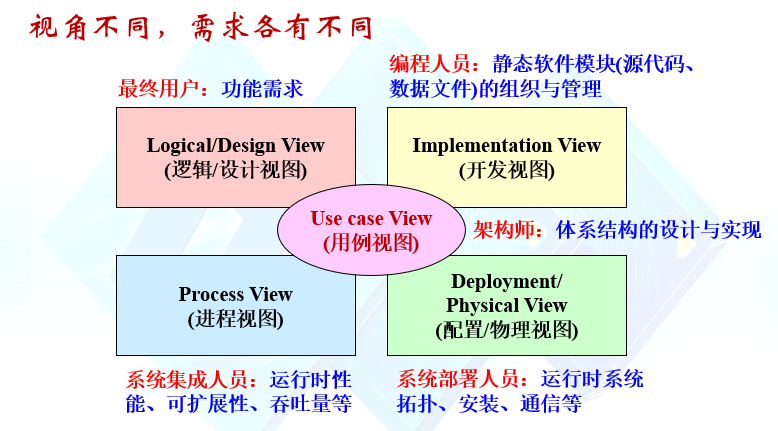 视角不同，需求各有不同
最终用户：功能需求
编程人员：静态软件模块(源代码、
数据文件)的组织与管理
Logical/Design View
(逻辑/设计视图)
Implementation View
(开发视图)
Use case View
(用例视图)
架构师：体系结构的设计与实现
Process View
(进程视图)
Deployment/
Physical View
(配置/物理视图)
系统集成人员：运行时性
能、可扩展性、吞吐量等
系统部署人员：运行时系统
拓扑、安装、通信等